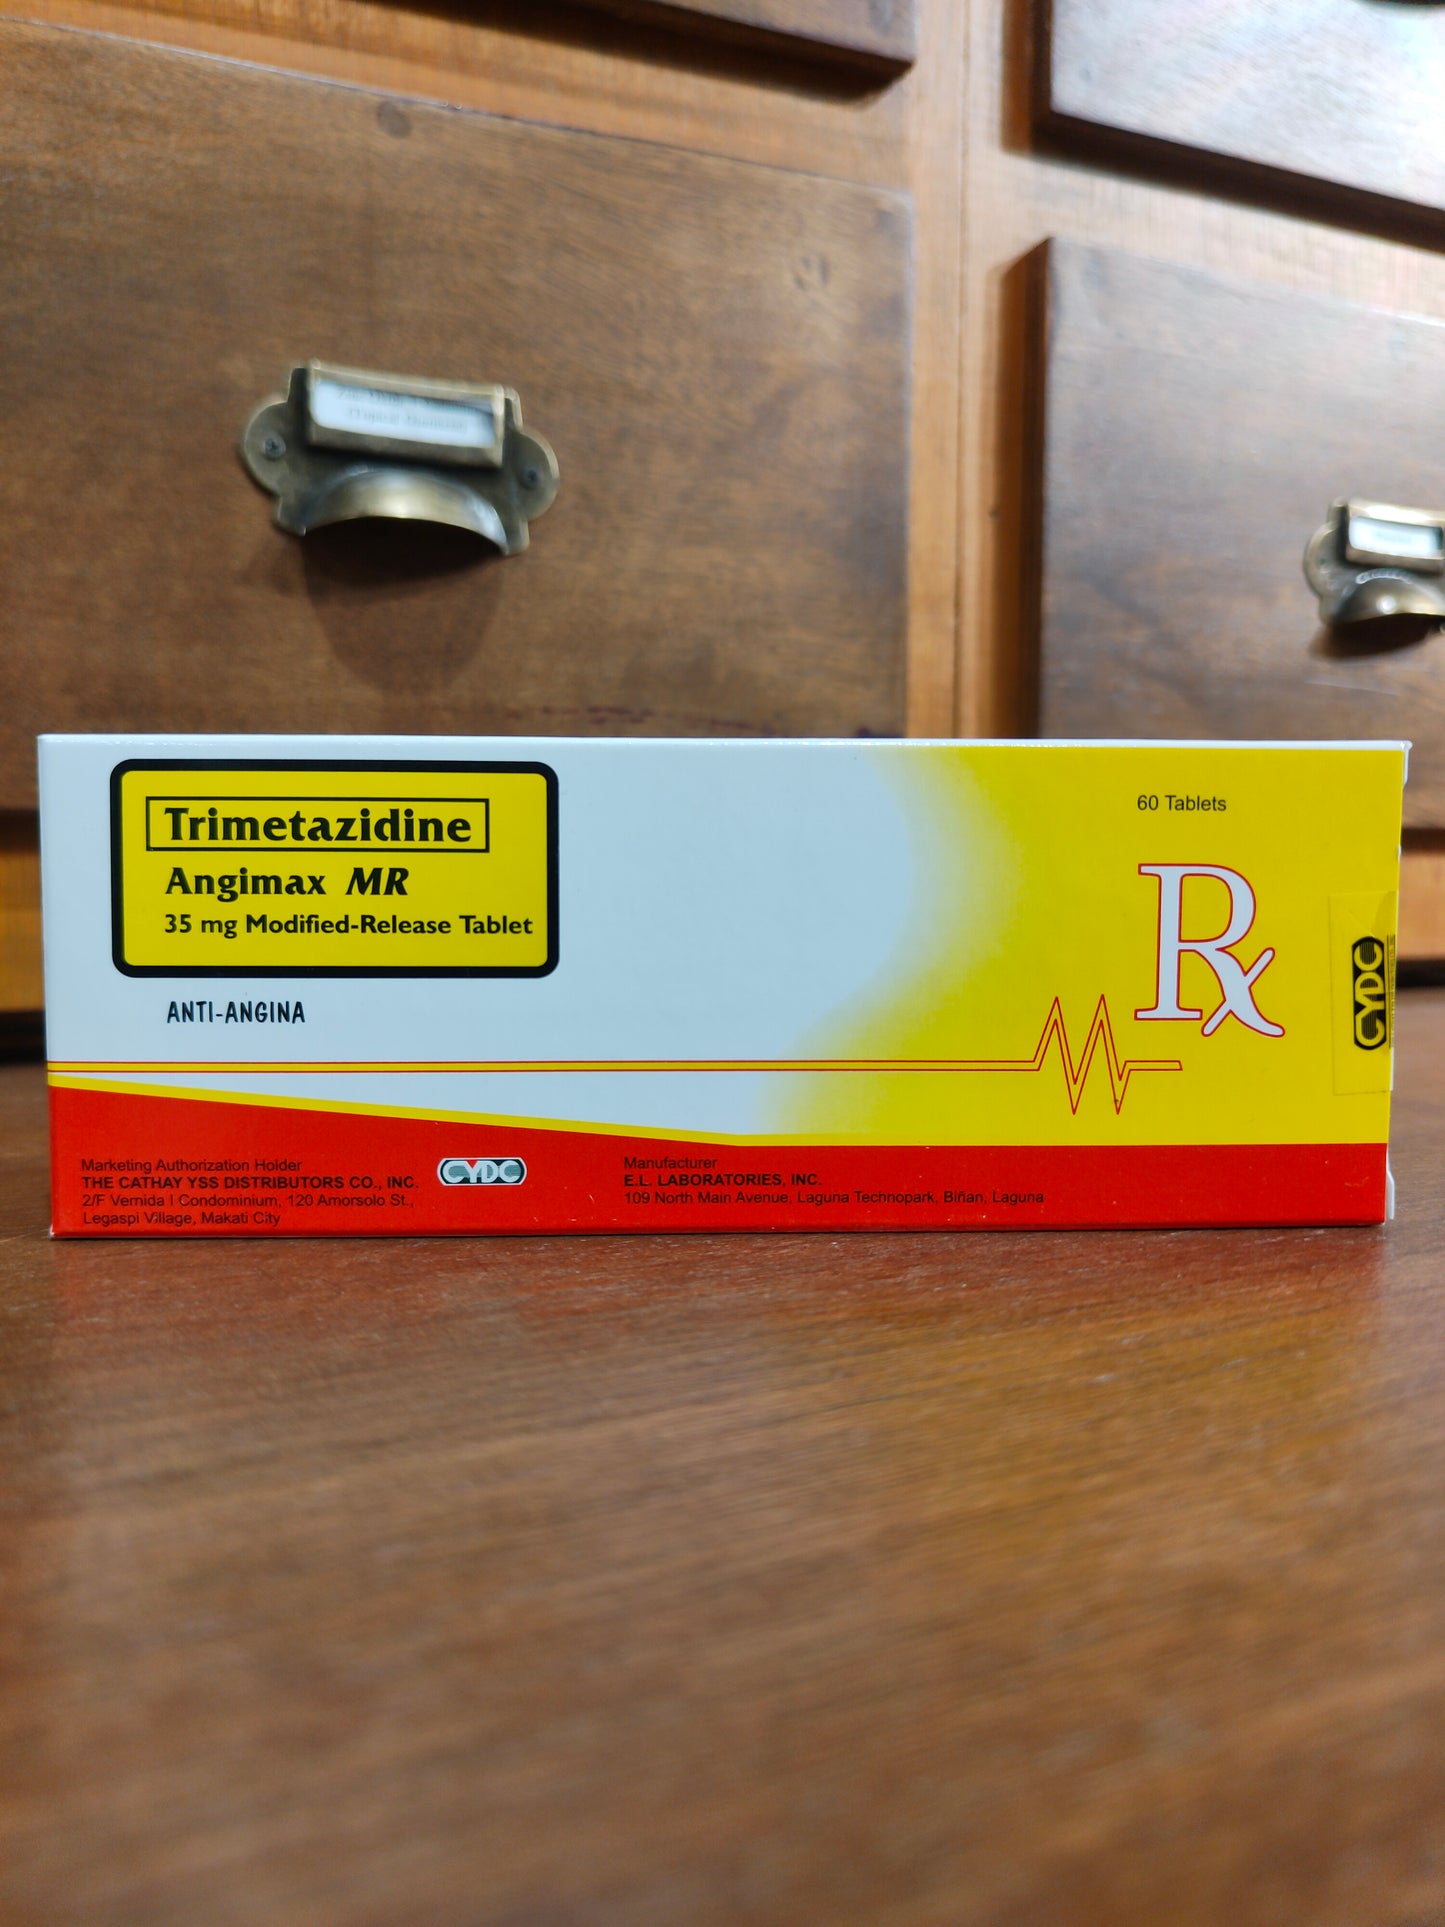 (Topical Ointment)
Trimetazidine
Angimax MR
35 mg Modified-Release Tablet
ANTI-ANGINA
60 Tablets
Rx
CYDC
Marketing Authorization Holder
THE CATHAY YSS DISTRIBUTORS CO., INC.
2/F Vernida I Condominium, 120 Amorsolo St.,
Legaspi Village, Makati City
CYDC
Manufacturer
E.L. LABORATORIES, INC.
109 North Main Avenue, Laguna Technopark, Biñan, Laguna